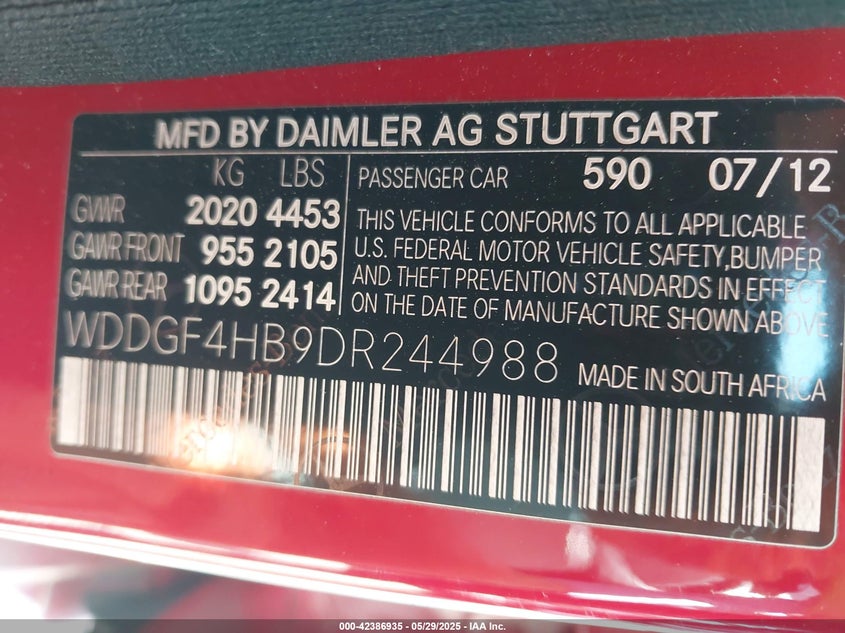 MFD BY DAIMLER AG STUTTGART
KG LBS
GVWR 2020 4453
GAWR FRONT 955 2105
GAWR REAR 1095 2414
PASSENGER CAR 590 07/12
THIS VEHICLE CONFORMS TO ALL APPLICABLE
U.S. FEDERAL MOTOR VEHICLE SAFETY, BUMPER
AND THEFT PREVENTION STANDARDS IN EFFECT
ON THE DATE OF MANUFACTURE SHOWN ABOVE
WDDGF4HB9DR244988
MADE IN SOUTH AFRICA
000-42386935 - 05/29/2025 - IAA Inc.